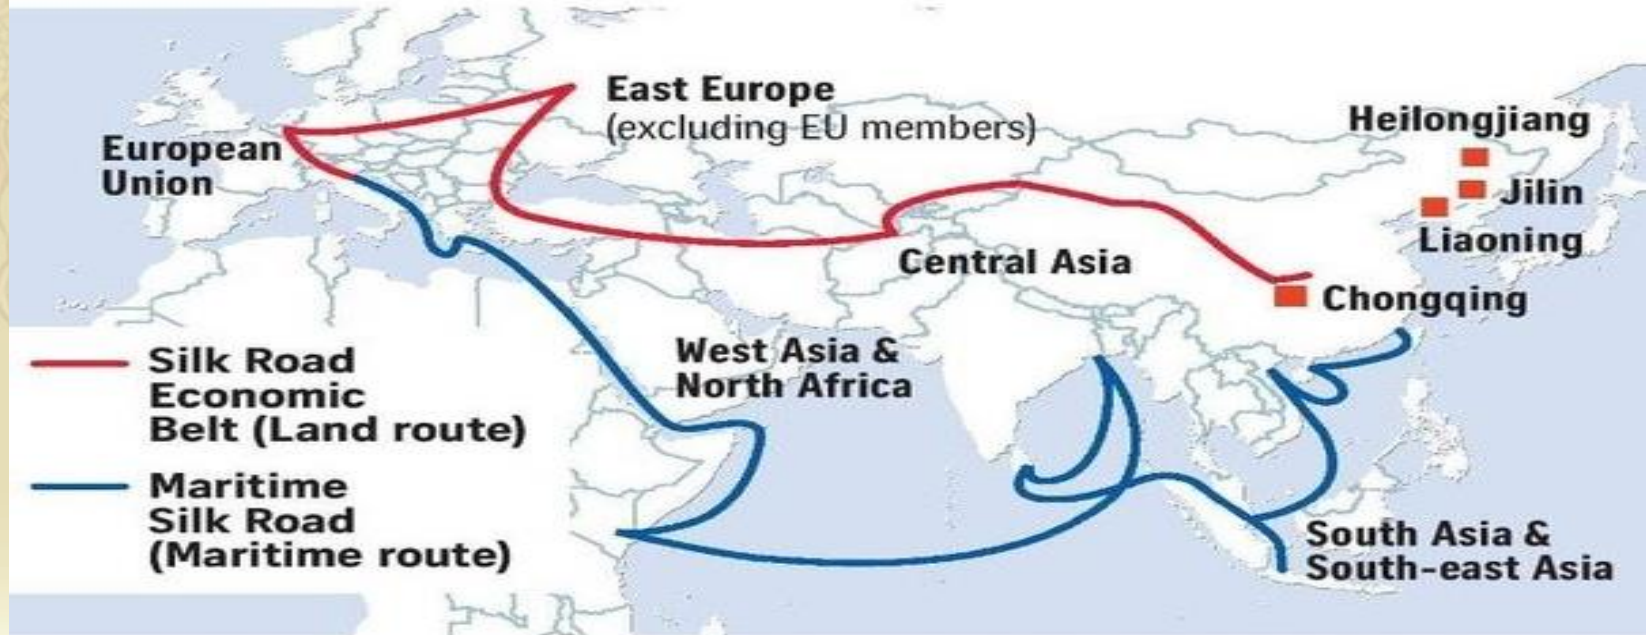 East Europe
(excluding EU members)
European
Union
Heilongjiang
Jilin
Liaoning
Central Asia
Chongqing
West Asia &
North Africa
Silk Road
Economic
Belt (Land route)
Maritime
Silk Road
(Maritime route)
South Asia &
South-east Asia